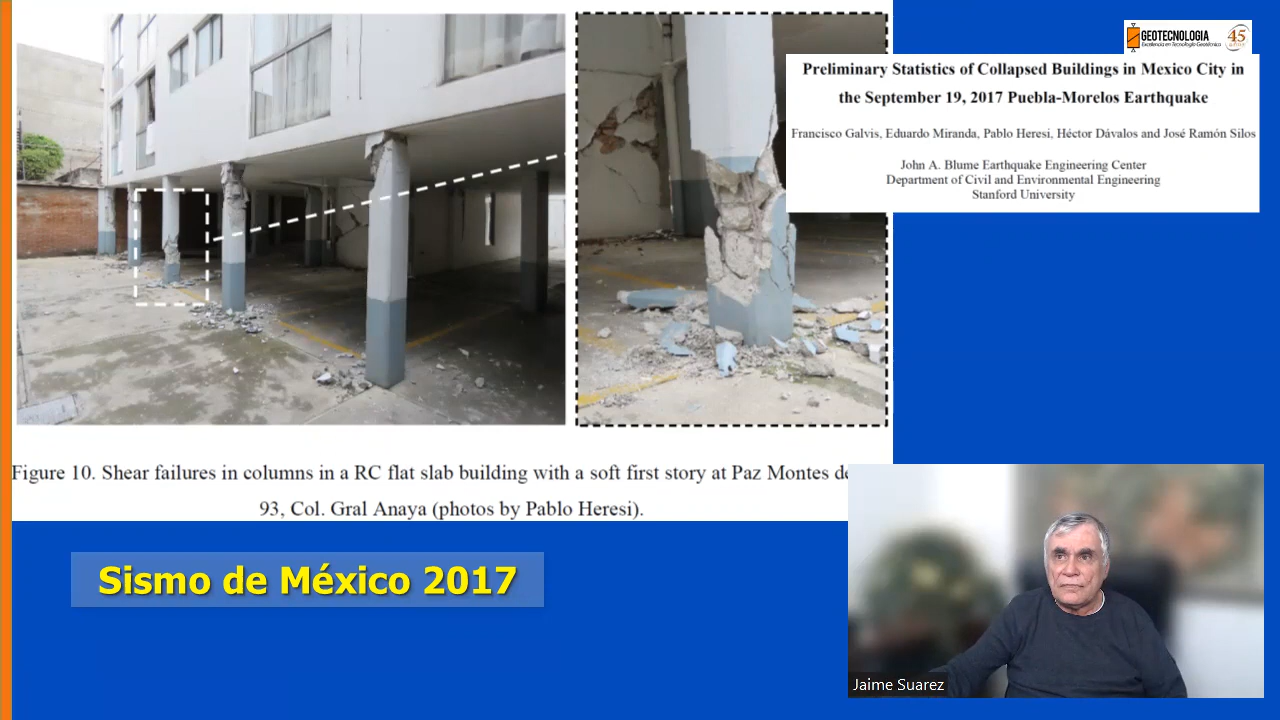 GEOTECNOLOGIA
Excelencia en Tecnología Geotécnica
45
Preliminary Statistics of Collapsed Buildings in Mexico City in
the September 19, 2017 Puebla-Morelos Earthquake
Francisco Galvis, Eduardo Miranda, Pablo Heresi, Héctor Dávalos and José Ramón Silos
John A. Blume Earthquake Engineering Center
Department of Civil and Environmental Engineering
Stanford University
Figure 10. Shear failures in columns in a RC flat slab building with a soft first story at Paz Montes de
93, Col. Gral Anaya (photos by Pablo Heresi).
Sismo de México 2017
Jaime Suarez